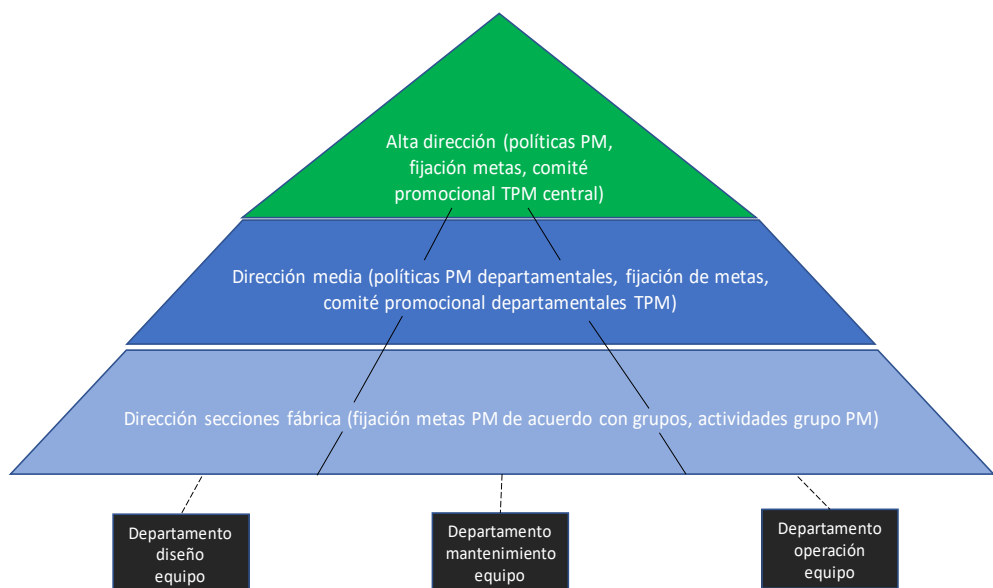 Alta dirección (políticas PM,
fijación metas, comité
promocional TPM central)
Dirección media (políticas PM departamentales, fijación de metas,
comité promocional departamentales TPM)
Dirección secciones fábrica (fijación metas PM de acuerdo con grupos, actividades grupo PM)
Departamento
diseño
equipo
Departamento
mantenimiento
equipo
Departamento
operación
equipo